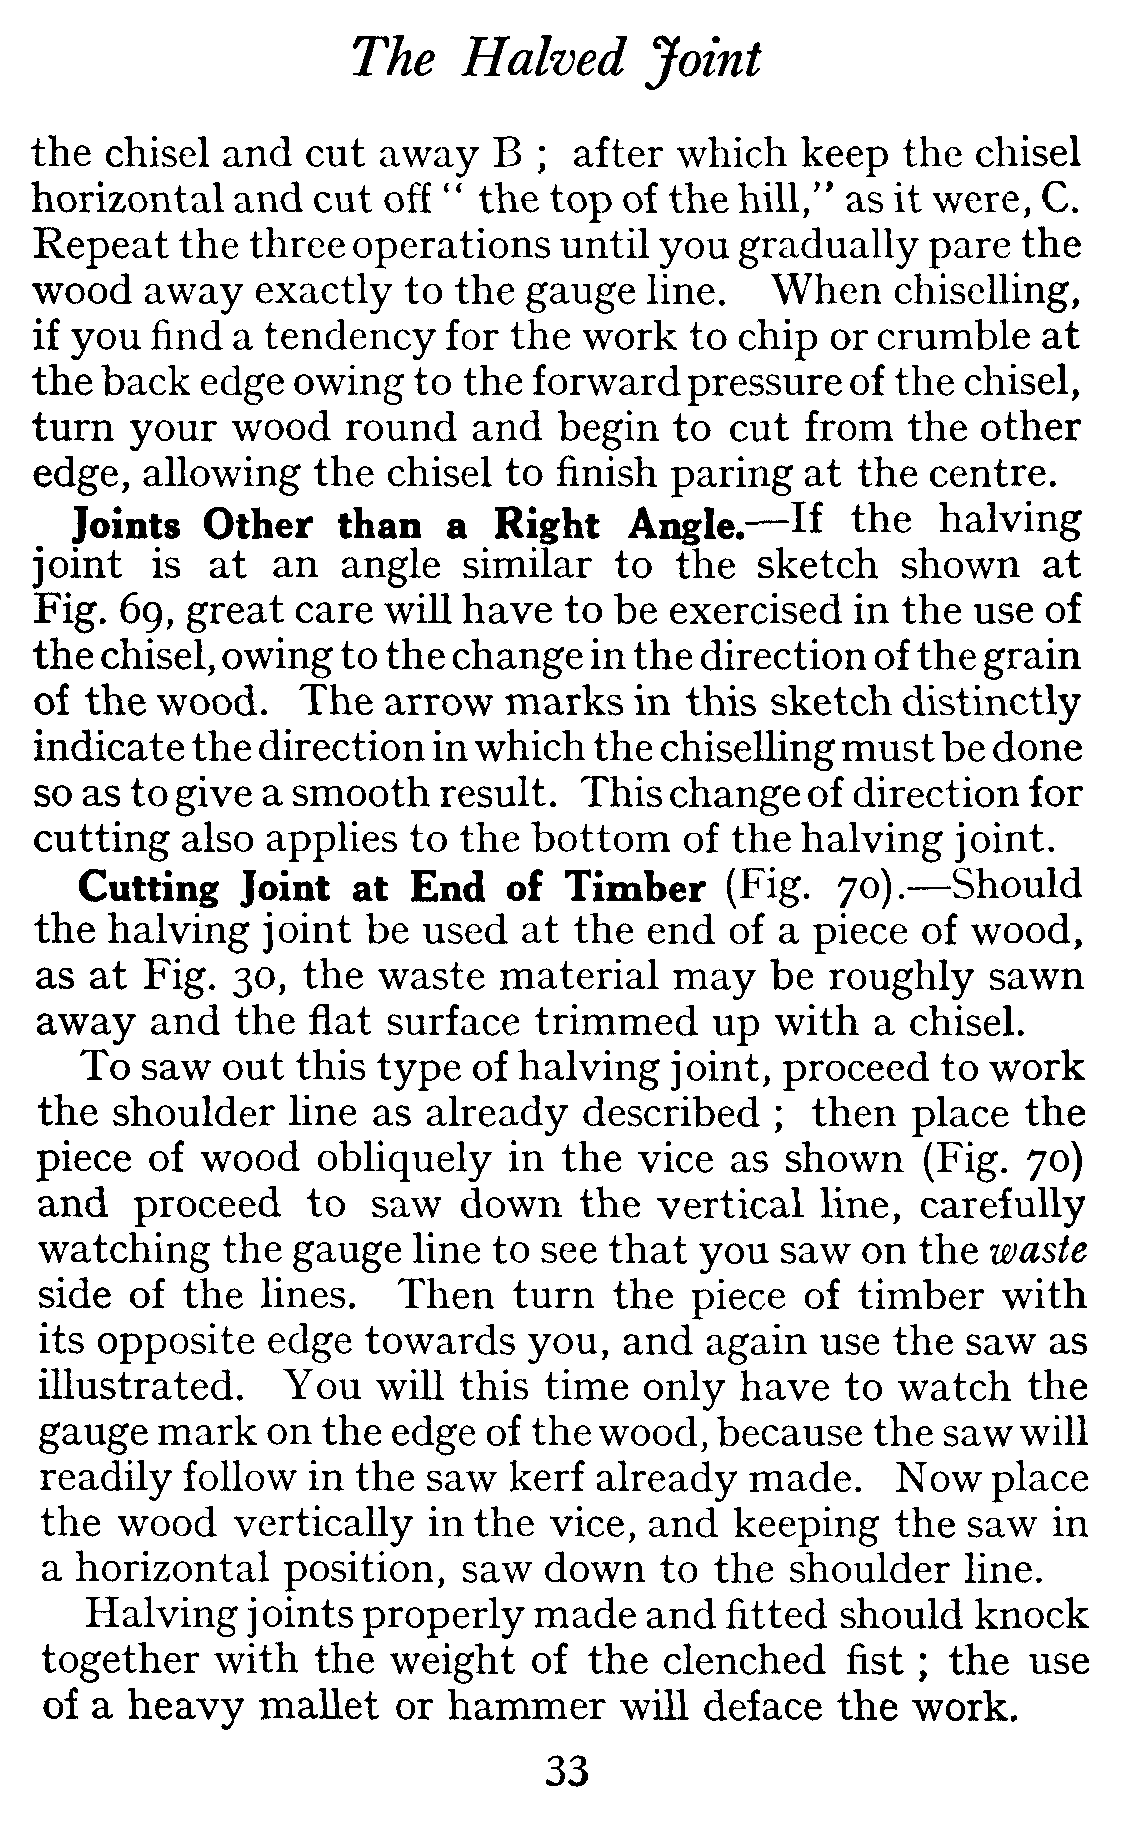 The Halved Joint
the chisel and cut away B ; after which keep the chisel
horizontal and cut off “ the top of the hill,” as it were, C.
Repeat the three operations until you gradually pare the
wood away exactly to the gauge line. When chiselling,
if you find a tendency for the work to chip or crumble at
the back edge owing to the forward pressure of the chisel,
turn your wood round and begin to cut from the other
edge, allowing the chisel to finish paring at the centre.
Joints Other than a Right Angle.—If the halving
joint is at an angle similar to the sketch shown at
Fig. 69, great care will have to be exercised in the use of
the chisel, owing to the change in the direction of the grain
of the wood. The arrow marks in this sketch distinctly
indicate the direction in which the chiselling must be done
so as to give a smooth result. This change of direction for
cutting also applies to the bottom of the halving joint.
Cutting Joint at End of Timber (Fig. 70).—Should
the halving joint be used at the end of a piece of wood,
as at Fig. 30, the waste material may be roughly sawn
away and the flat surface trimmed up with a chisel.
To saw out this type of halving joint, proceed to work
the shoulder line as already described ; then place the
piece of wood obliquely in the vice as shown (Fig. 70)
and proceed to saw down the vertical line, carefully
watching the gauge line to see that you saw on the waste
side of the lines. Then turn the piece of timber with
its opposite edge towards you, and again use the saw as
illustrated. You will this time only have to watch the
gauge mark on the edge of the wood, because the saw will
readily follow in the saw kerf already made. Now place
the wood vertically in the vice, and keeping the saw in
a horizontal position, saw down to the shoulder line.
Halving joints properly made and fitted should knock
together with the weight of the clenched fist ; the use
of a heavy mallet or hammer will deface the work.
33